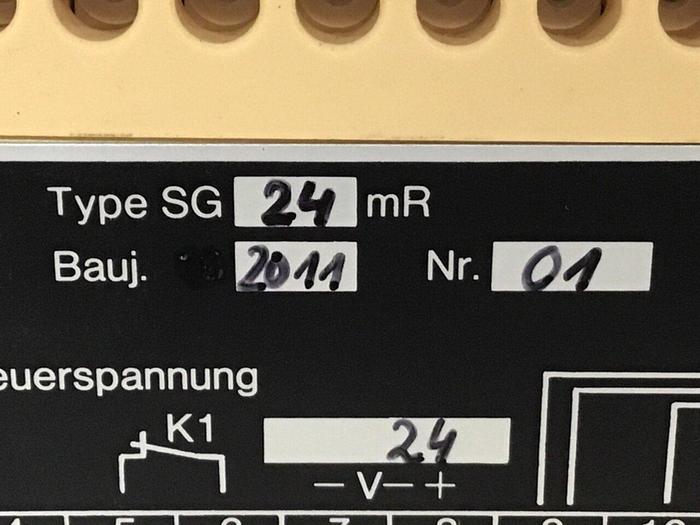 Type SG 24 mR
Bauj. 2011 Nr. 01
euerspannung
K1 24
– V – +